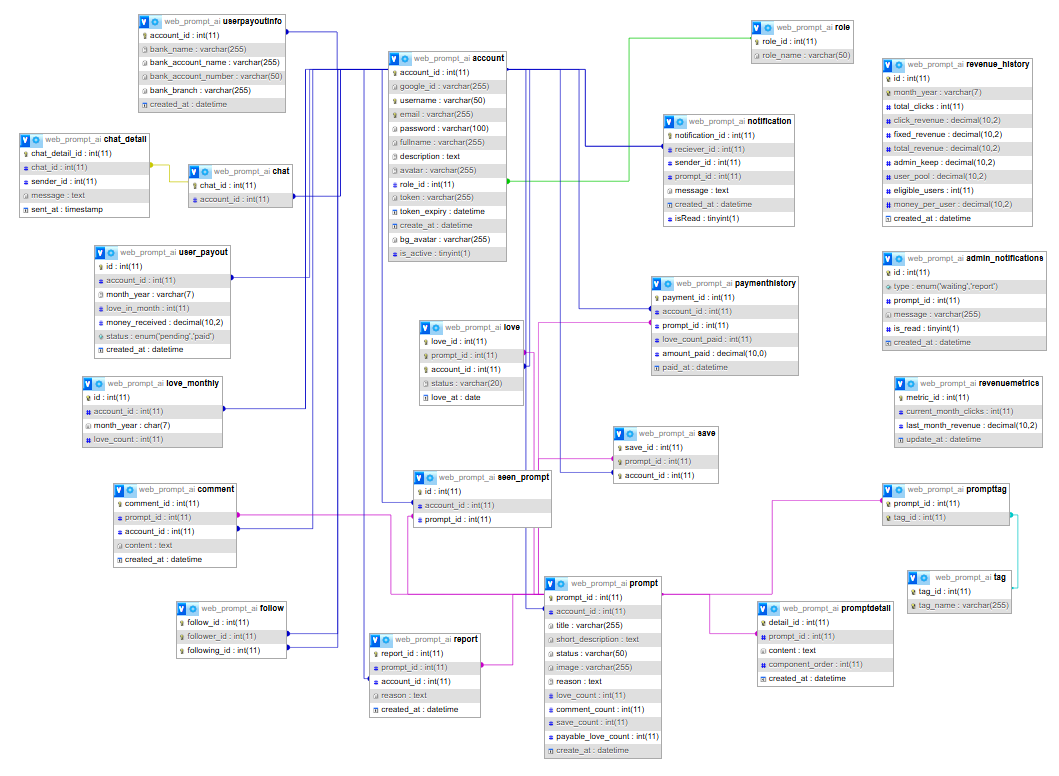 web_prompt_ai userpayoutinfo
account_id : int(11)
bank_name : varchar(255)
bank_account_name : varchar(255)
bank_account_number : varchar(50)
bank_branch : varchar(255)
created_at : datetime
web_prompt_ai account
account_id : int(11)
google_id : varchar(255)
username : varchar(50)
email : varchar(255)
password : varchar(100)
fullname : varchar(255)
description : text
avatar : varchar(255)
role_id : int(11)
token : varchar(255)
token_expiry : datetime
create_at : datetime
bg_avatar : varchar(255)
is_active : tinyint(1)
web_prompt_ai role
role_id : int(11)
role_name : varchar(50)
web_prompt_ai revenue_history
id : int(11)
month_year : varchar(7)
total_clicks : int(11)
click_revenue : decimal(10,2)
fixed_revenue : decimal(10,2)
total_revenue : decimal(10,2)
admin_keep : decimal(10,2)
user_pool : decimal(10,2)
eligible_users : int(11)
money_per_user : decimal(10,2)
created_at : datetime
web_prompt_ai notification
notification_id : int(11)
reciever_id : int(11)
sender_id : int(11)
prompt_id : int(11)
message : text
created_at : datetime
isRead : tinyint(1)
web_prompt_ai chat_detail
chat_detail_id : int(11)
chat_id : int(11)
sender_id : int(11)
message : text
sent_at : timestamp
web_prompt_ai chat
chat_id : int(11)
account_id : int(11)
web_prompt_ai user_payout
id : int(11)
account_id : int(11)
month_year : varchar(7)
love_in_month : int(11)
money_received : decimal(10,2)
status : enum('pending','paid')
created_at : datetime
web_prompt_ai admin_notifications
id : int(11)
type : enum('waiting','report')
prompt_id : int(11)
message : varchar(255)
is_read : tinyint(1)
created_at : datetime
web_prompt_ai paymenthistory
payment_id : int(11)
account_id : int(11)
prompt_id : int(11)
love_count_paid : int(11)
amount_paid : decimal(10,0)
paid_at : datetime
web_prompt_ai love
love_id : int(11)
prompt_id : int(11)
account_id : int(11)
status : varchar(20)
love_at : date
web_prompt_ai love_monthly
id : int(11)
account_id : int(11)
month_year : char(7)
love_count : int(11)
web_prompt_ai revenuemetrics
metric_id : int(11)
current_month_clicks : int(11)
last_month_revenue : decimal(10,2)
update_at : datetime
web_prompt_ai save
save_id : int(11)
prompt_id : int(11)
account_id : int(11)
web_prompt_ai seen_prompt
id : int(11)
account_id : int(11)
prompt_id : int(11)
web_prompt_ai comment
comment_id : int(11)
prompt_id : int(11)
account_id : int(11)
content : text
created_at : datetime
web_prompt_ai prompttag
prompt_id : int(11)
tag_id : int(11)
web_prompt_ai tag
tag_id : int(11)
tag_name : varchar(255)
web_prompt_ai prompt
prompt_id : int(11)
account_id : int(11)
title : varchar(255)
short_description : text
status : varchar(50)
image : varchar(255)
reason : text
love_count : int(11)
comment_count : int(11)
save_count : int(11)
payable_love_count : int(11)
create_at : datetime
web_prompt_ai promptdetail
detail_id : int(11)
prompt_id : int(11)
content : text
component_order : int(11)
created_at : datetime
web_prompt_ai follow
follow_id : int(11)
follower_id : int(11)
following_id : int(11)
web_prompt_ai report
report_id : int(11)
prompt_id : int(11)
account_id : int(11)
reason : text
created_at : datetime